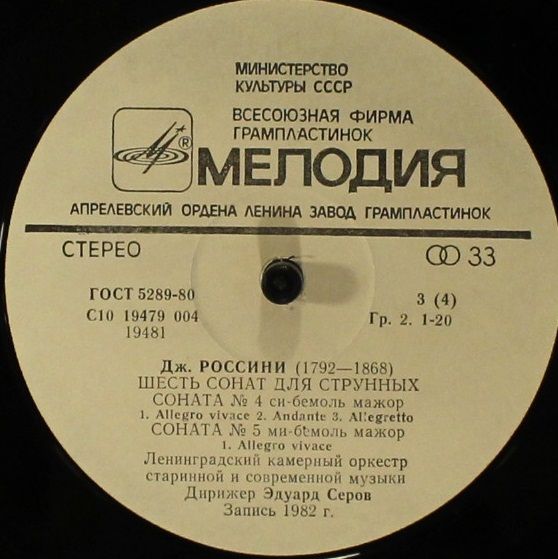 МИНИСТЕРСТВО
КУЛЬТУРЫ СССР
ВСЕСОЮЗНАЯ ФИРМА
ГРАМПЛАСТИНОК
®
МЕЛОДИЯ
АПРЕЛЕВСКИЙ ОРДЕНА ЛЕНИНА ЗАВОД ГРАМПЛАСТИНОК
СТЕРЕО
33
ГОСТ 5289-80
3 (4)
С10 19479 004
Гр. 2. 1-20
19481
Дж. РОССИНИ (1792—1868)
ШЕСТЬ СОНАТ ДЛЯ СТРУННЫХ
СОНАТА № 4 си-бемоль мажор
1. Allegro vivace 2. Andante 3. Allegretto
СОНАТА № 5 ми-бемоль мажор
1. Allegro vivace
Ленинградский камерный оркестр
старинной и современной музыки
Дирижер Эдуард Серов
Запись 1982 г.